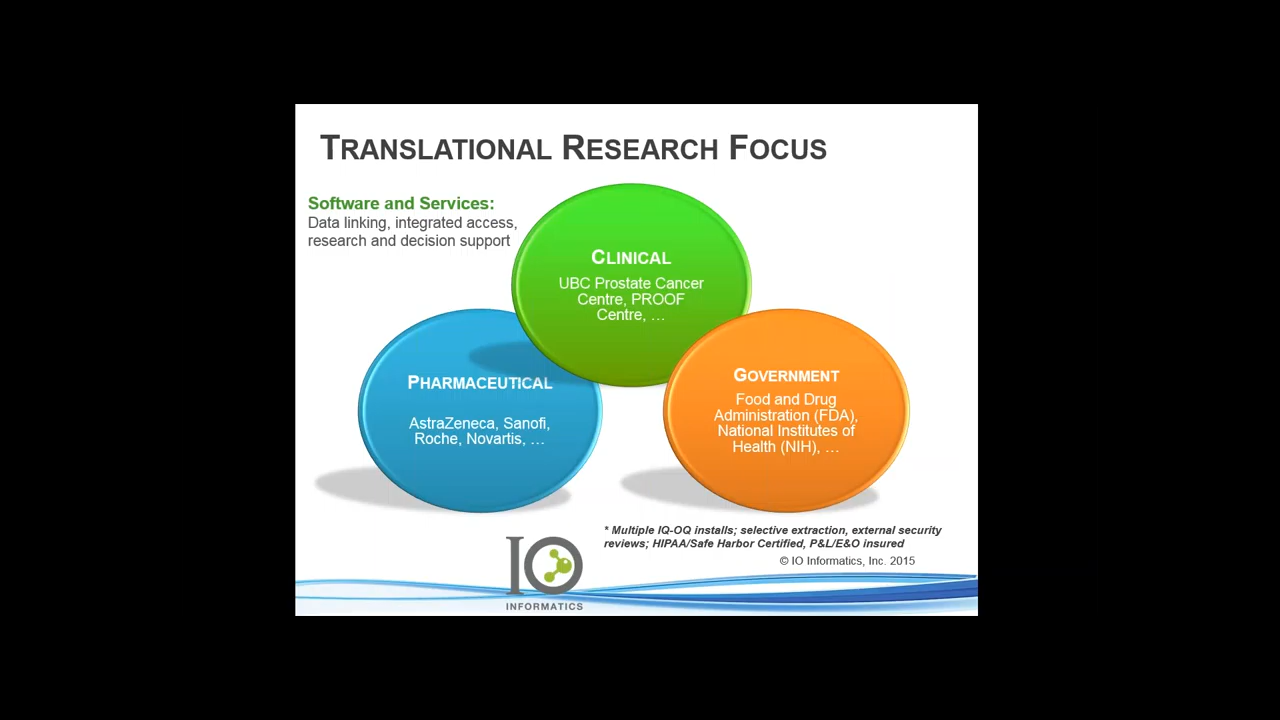 TRANSLATIONAL RESEARCH FOCUS
Software and Services:
Data linking, integrated access,
research and decision support
CLINICAL
UBC Prostate Cancer
Centre, PROOF
Centre, …
PHARMACEUTICAL
AstraZeneca, Sanofi,
Roche, Novartis, …
GOVERNMENT
Food and Drug
Administration (FDA),
National Institutes of
Health (NIH), …
* Multiple IQ-OQ installs; selective extraction, external security
reviews; HIPAA/Safe Harbor Certified, P&L/E&O insured
© IO Informatics, Inc. 2015
IO
INFORMATICS